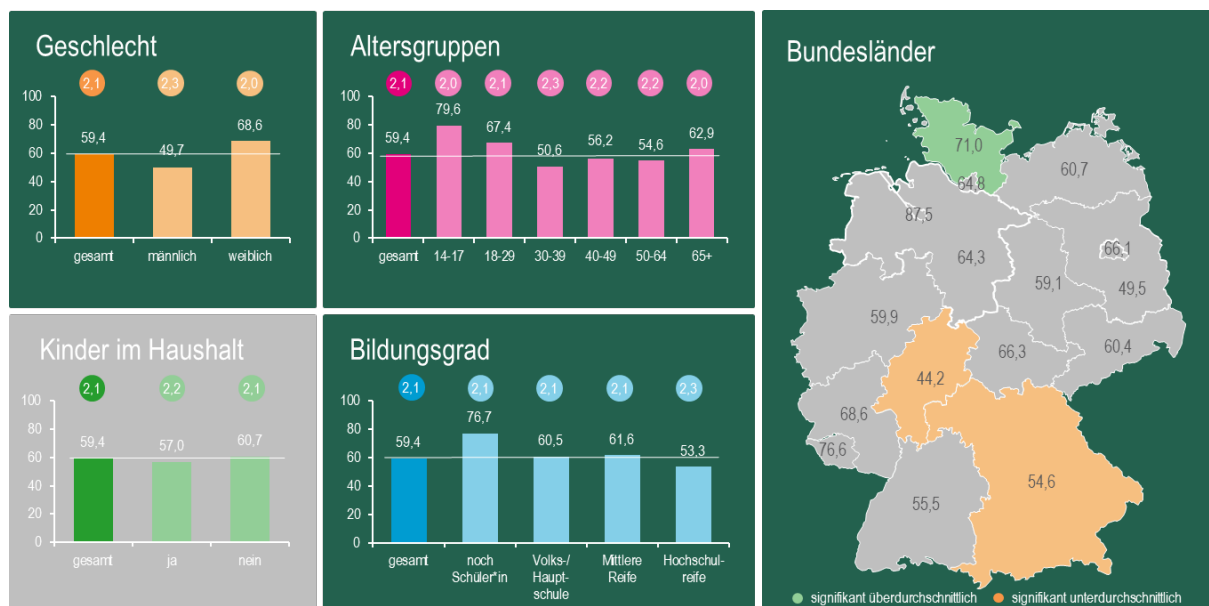 Geschlecht
2,1 2,3 2,0
100
80
60
40
20
0
59,4 49,7 68,6
gesamt männlich weiblich
Altersgruppen
2,1 2,0 2,1 2,3 2,2 2,2 2,0
100
80
60
40
20
0
59,4 79,6 67,4 50,6 56,2 54,6 62,9
gesamt 14-17 18-29 30-39 40-49 50-64 65+
Kinder im Haushalt
2,1 2,2 2,1
100
80
60
40
20
0
59,4 57,0 60,7
gesamt ja nein
Bildungsgrad
2,1 2,1 2,1 2,1 2,3
100
80
60
40
20
0
59,4 76,7 60,5 61,6 53,3
gesamt noch Volks-/ Mittlere Hochschul-
Schüler*in Haupt- Reife reife
schule
Bundesländer
71,0
60,7
64,8
87,5
66,1
64,3
59,1
49,5
59,9
66,3
60,4
44,2
68,6
76,6
54,6
55,5
signifikant überdurchschnittlich signifikant unterdurchschnittlich